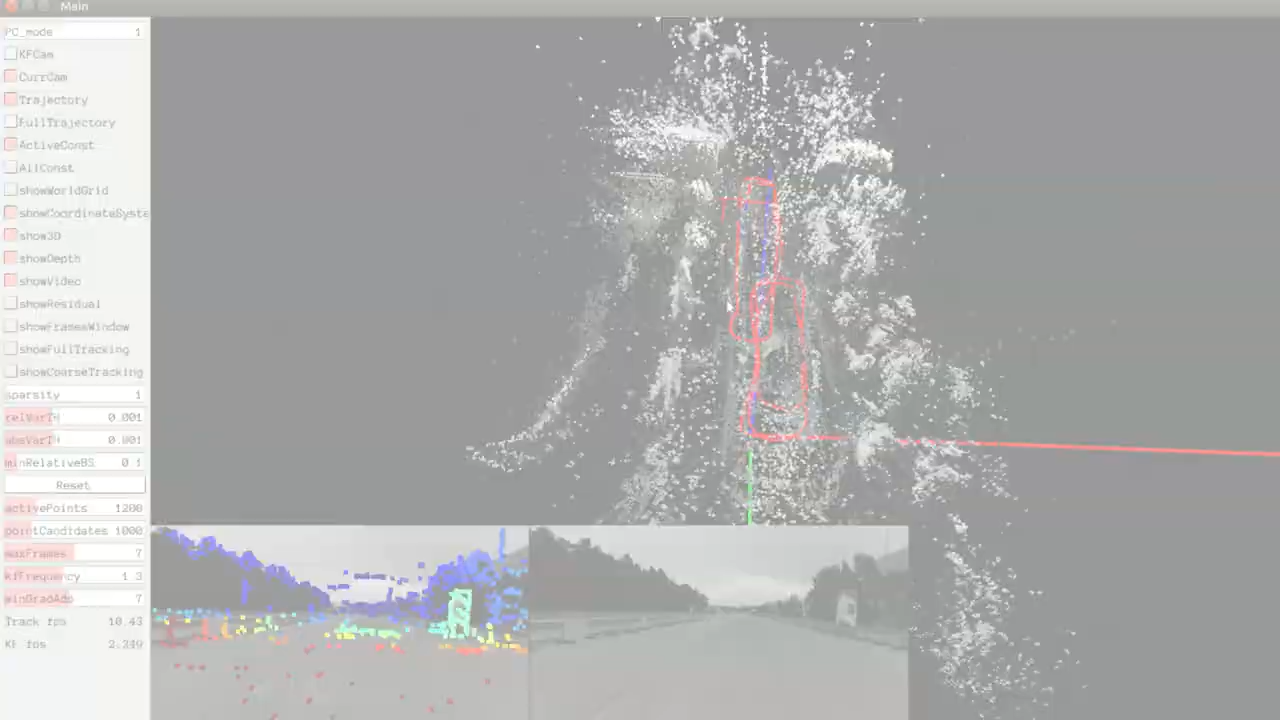 Main
PC_mode 1
KFCam
CurrCam
Trajectory
FullTrajectory
ActiveConst
AllConst
showWorldGrid
showCoordinateSyste
show3D
showDepth
showVideo
showResidual
showFramesWindow
showFullTracking
showCoarseTracking
sparsity 1
relVarTH 0.001
absVarTH 0.001
minRelativeBS 0.1
Reset
activePoints 1200
pointCandidates 1000
maxFrames 7
kfFrequency 1.3
minGradAdd 7
Track fps 10.43
KF fps 2.349